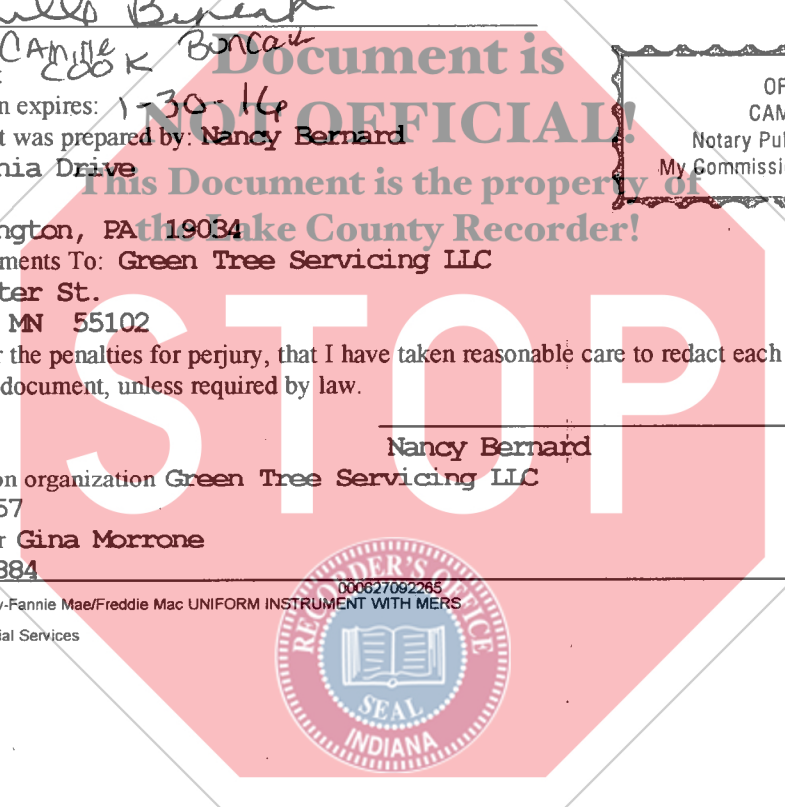 Document is
COOK
n expires: 1-30-16
NOT OFFICIAL!
OF
CAM
Notary Pu
My Commissi
t was prepared by: Nancy Bernard
nia Drive
This Document is the property of
ngton, PA 19034
the Lake County Recorder!
ments To: Green Tree Servicing LLC
ter St.
MN 55102
STOP
r the penalties for perjury, that I have taken reasonable care to redact each
document, unless required by law.
Nancy Bernard
on organization Green Tree Servicing LLC
57
r Gina Morrone
384
000627092265
y-Fannie Mae/Freddie Mac UNIFORM INSTRUMENT WITH MERS
ial Services
RECORDER'S OFFICE
SEAL
INDIANA